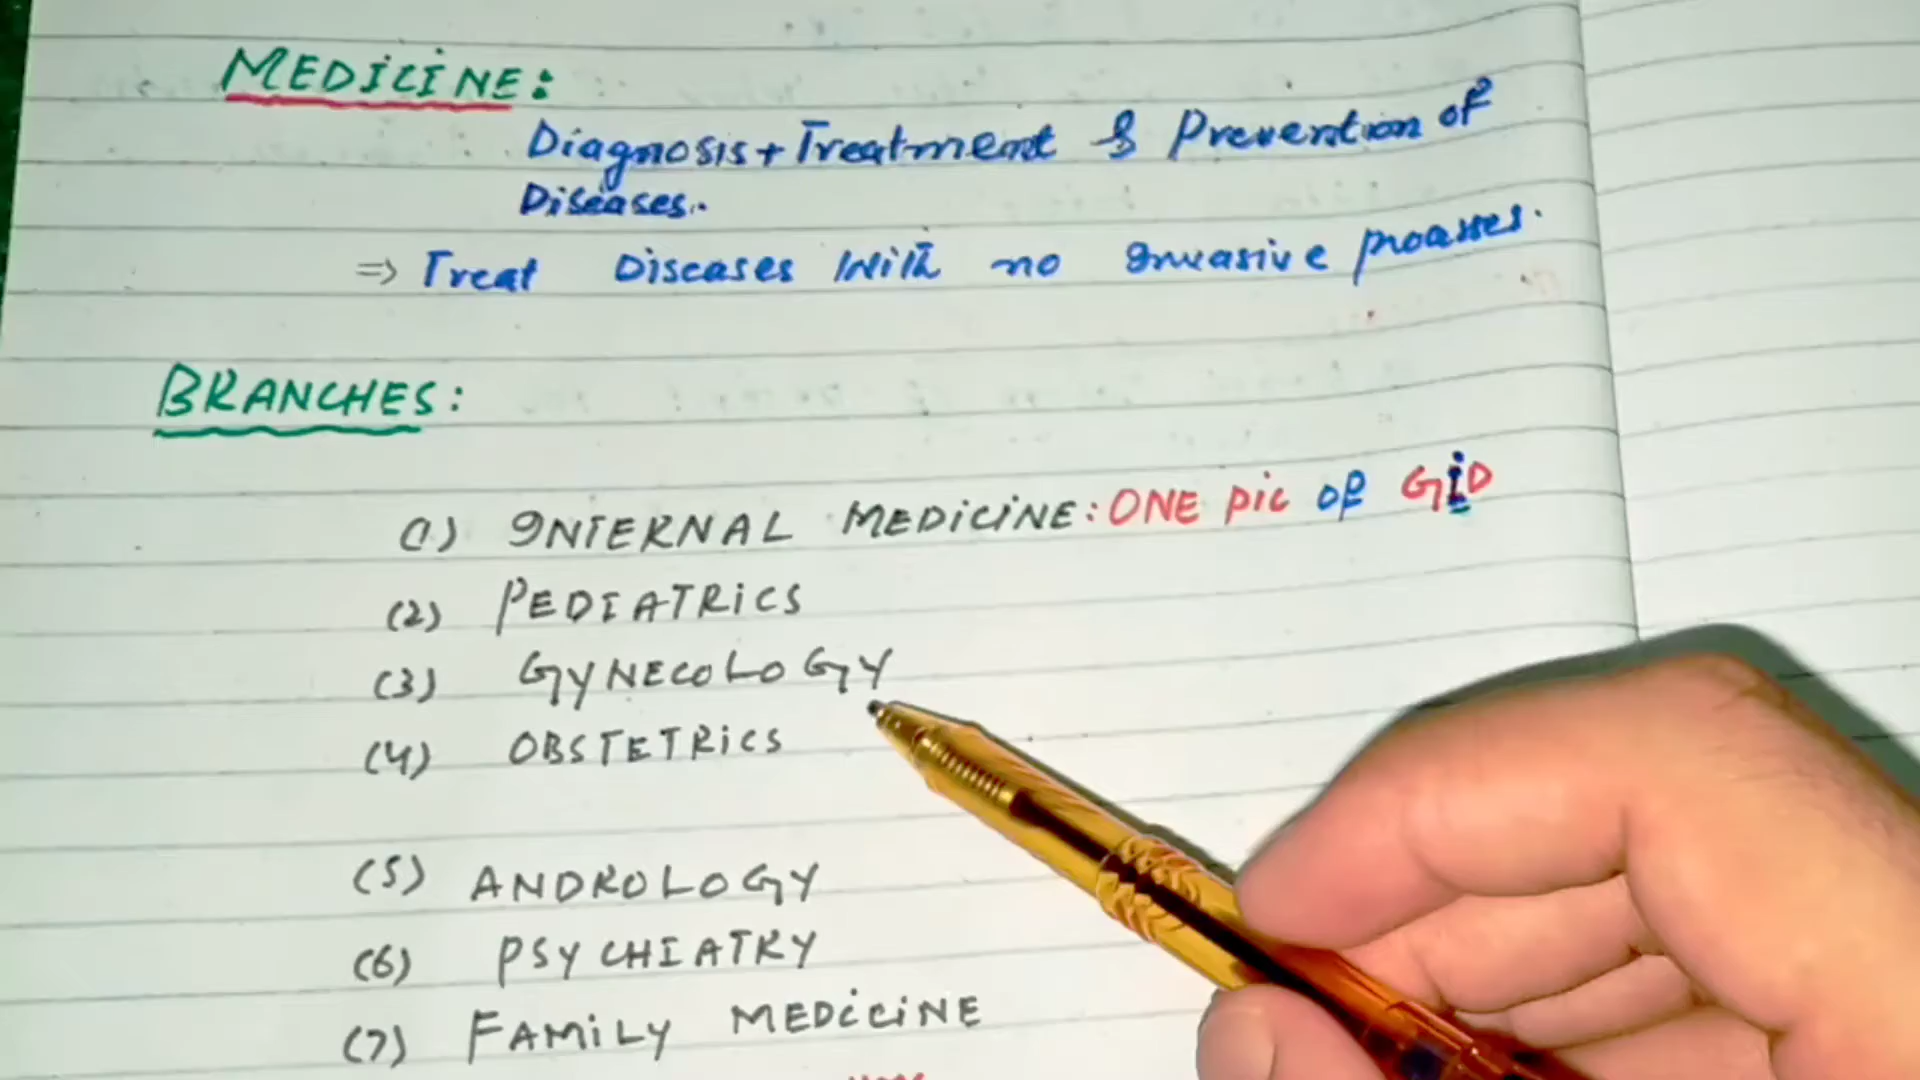 MEDICINE:
Diagnosis + Treatment & Prevention of
Diseases.
⇒ Treat Diseases With no invasive
BRANCHES:
(1) INTERNAL MEDICINE: ONE PIC OF GID
(2) PEDIATRICS
(3) GYNECOLOGY
(4) OBSTETRICS
(5) ANDROLOGY
(6) PSYCHIATRY
(7) FAMILY MEDICINE